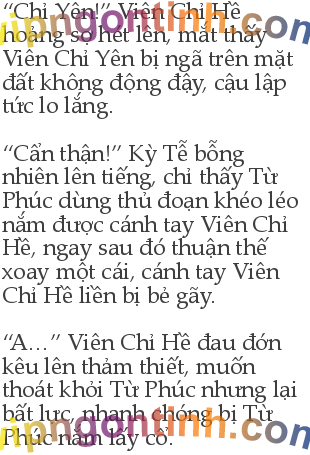 “Chỉ Yên!” Viên Chỉ Hề
hoảng sợ hét lên, mắt thấy
Viên Chỉ Yên bị ngã trên mặt
đất không động đậy, cậu lập
tức lo lắng.
“Cẩn thận!” Kỳ Tễ bỗng
nhiên lên tiếng, chỉ thấy Từ
Phúc dùng thủ đoạn khéo léo
nắm được cánh tay Viên Chỉ
Hề, ngay sau đó thuận thế
xoay một cái, cánh tay Viên
Chỉ Hề liền bị bẻ gãy.
“A…” Viên Chỉ Hề đau đớn
kêu lên thảm thiết, muốn
thoát khỏi Từ Phúc nhưng lại
bất lực, nhanh chóng bị Từ
Phúc nắm lấy cổ.
vipngontinh.com
vipngontinh.com